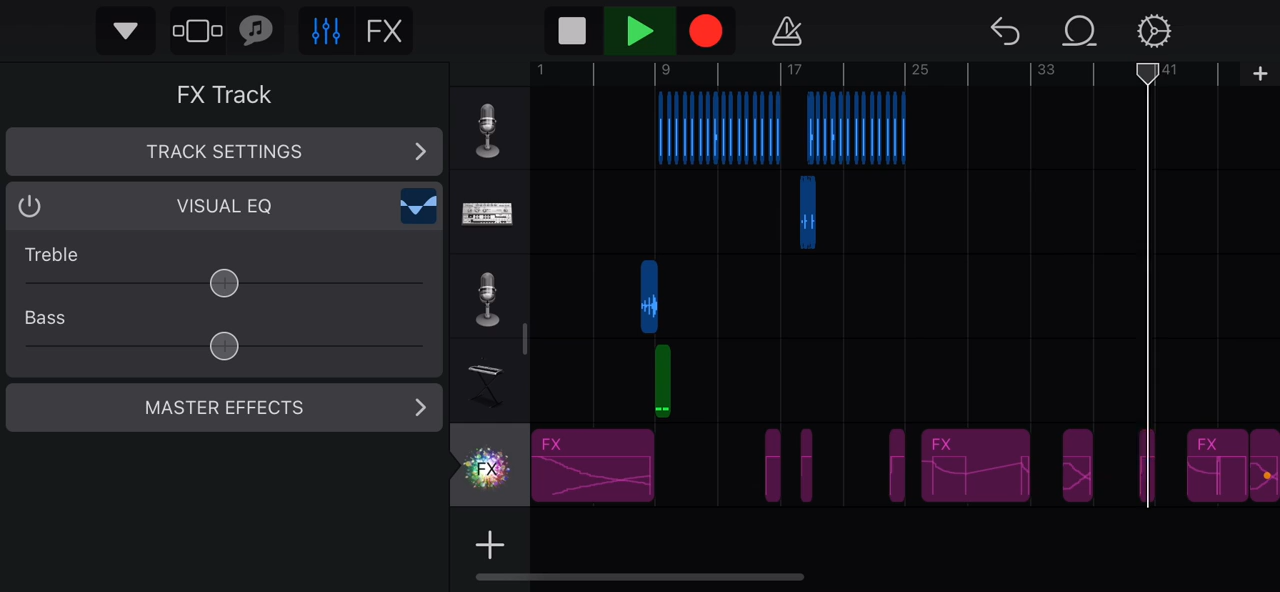 FX
1
9
17
25
33
41
FX Track
TRACK SETTINGS
VISUAL EQ
Treble
Bass
MASTER EFFECTS
FX
FX
FX
FX